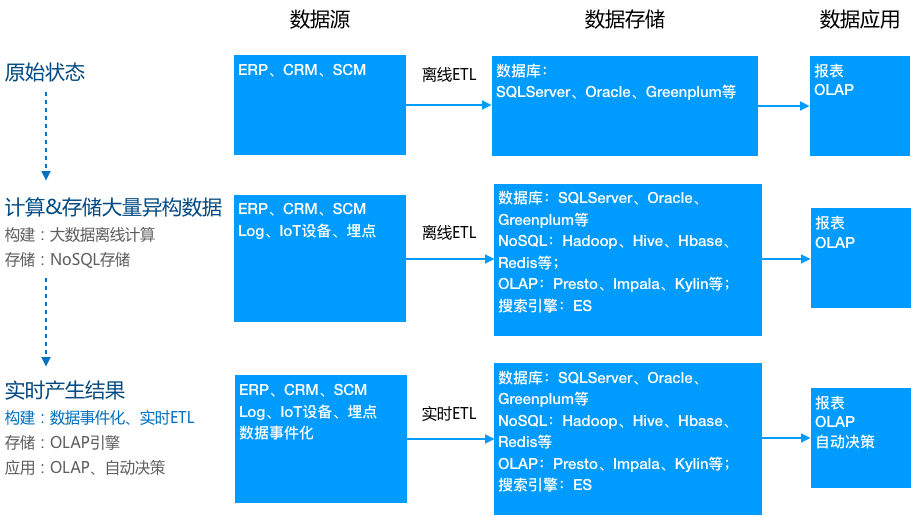 数据源
数据存储
数据应用
原始状态
ERP、CRM、SCM
离线ETL
数据库：
SQLServer、Oracle、Greenplum等
报表
OLAP
计算&存储大量异构数据
构建：大数据离线计算
存储：NoSQL存储
ERP、CRM、SCM
Log、IoT设备、埋点
离线ETL
数据库：SQLServer、Oracle、
Greenplum等
NoSQL：Hadoop、Hive、Hbase、
Redis等；
OLAP：Presto、Impala、Kylin等；
搜索引擎：ES
报表
OLAP
实时产生结果
构建：数据事件化、实时ETL
存储：OLAP引擎
应用：OLAP、自动决策
ERP、CRM、SCM
Log、IoT设备、埋点
数据事件化
实时ETL
数据库：SQLServer、Oracle、
Greenplum等
NoSQL：Hadoop、Hive、Hbase、
Redis等
OLAP：Presto、Impala、Kylin等；
搜索引擎：ES
报表
OLAP
自动决策